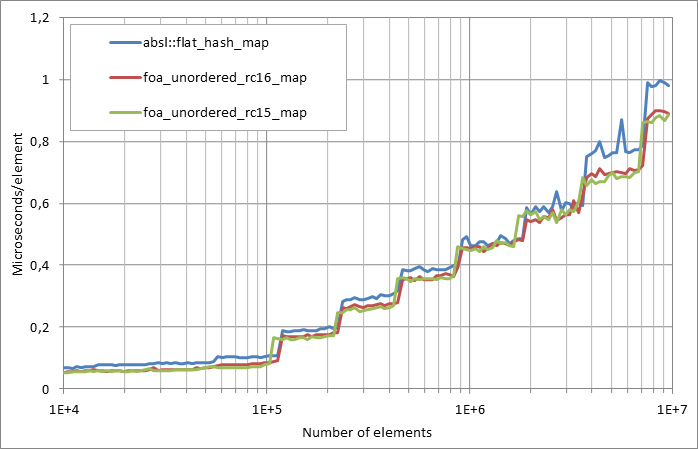 1,2
1
0,8
0,6
0,4
0,2
0
Microseconds/element
absl::flat_hash_map
foa_unordered_rc16_map
foa_unordered_rc15_map
1E+4 1E+5 1E+6 1E+7
Number of elements